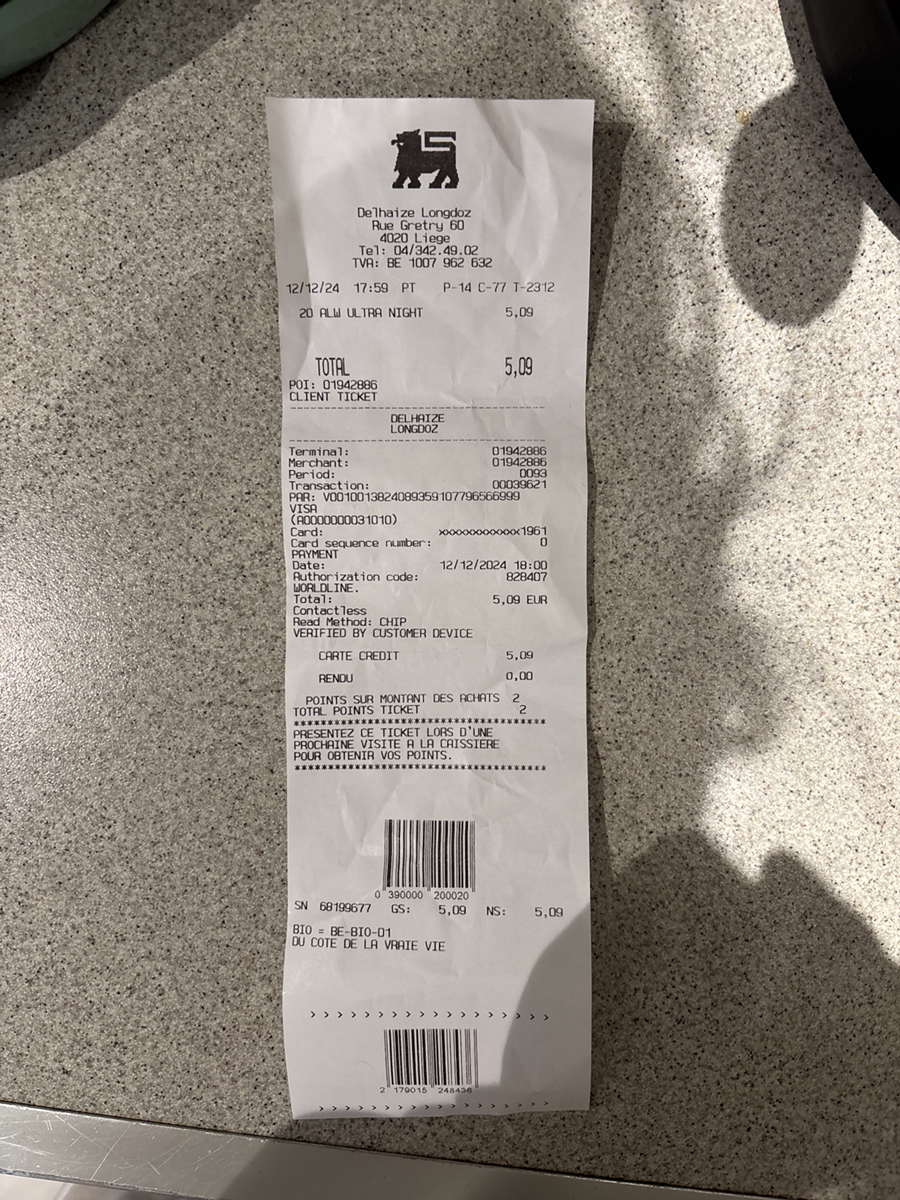 Delhaize Longdoz
Rue Gretry 60
4020 Liege
Tel: 04/342.49.02
TVA: BE 1007 962 632
12/12/24 17:59 PT P-14 C-77 T-2312
20 ALW ULTRA NIGHT 5,09
TOTAL 5,09
POI: 01942886
CLIENT TICKET
--------------------------------------
DELHAIZE
LONGDOZ
--------------------------------------
Terminal: 01942886
Merchant: 01942886
Period: 0093
Transaction: 00039621
PAR: V0010013824089359107796566999
VISA
(A0000000031010)
Card: xxxxxxxxxxxx1961
Card sequence number: 0
PAYMENT
Date: 12/12/2024 18:00
Authorization code: 828407
WORLDLINE.
Total: 5,09 EUR
Contactless
Read Method: CHIP
VERIFIED BY CUSTOMER DEVICE
CARTE CREDIT 5,09
RENDU 0,00
POINTS SUR MONTANT DES ACHATS 2
TOTAL POINTS TICKET 2
**************************************
PRESENTEZ CE TICKET LORS D'UNE
PROCHAINE VISITE A LA CAISSIERE
POUR OBTENIR VOS POINTS.
**************************************
0 390000 200020
SN 68199677 GS: 5,09 NS: 5,09
BIO = BE-BIO-01
DU COTE DE LA VRAIE VIE
> > > > > > > > > > > > > > > > > >
2 179015 248436
> > > > > > > > > > > > > > > > > >